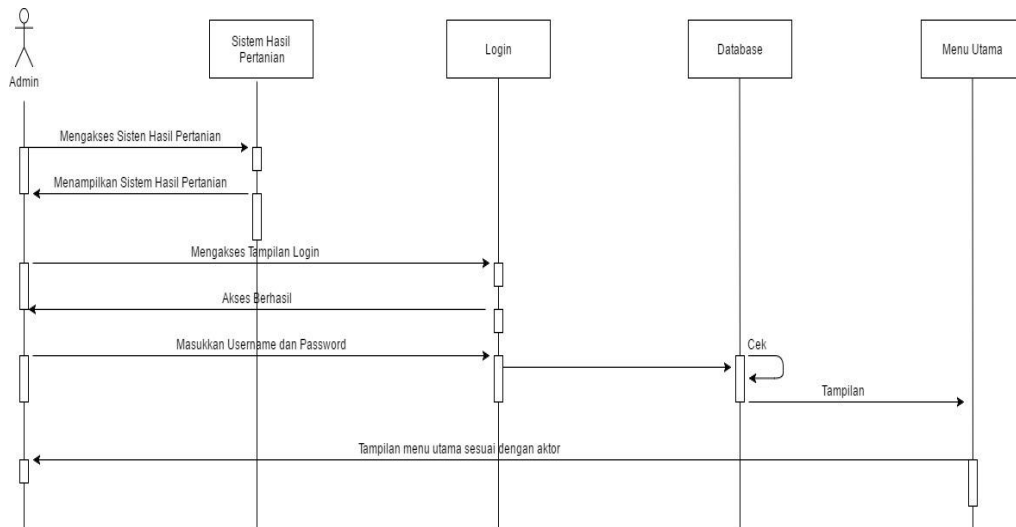 Sistem Hasil
Pertanian
Login
Database
Menu Utama
Admin
Mengakses Sisten Hasil Pertanian
Menampilkan Sistem Hasil Pertanian
Mengakses Tampilan Login
Akses Berhasil
Masukkan Username dan Password
Cek
Tampilan
Tampilan menu utama sesuai dengan aktor